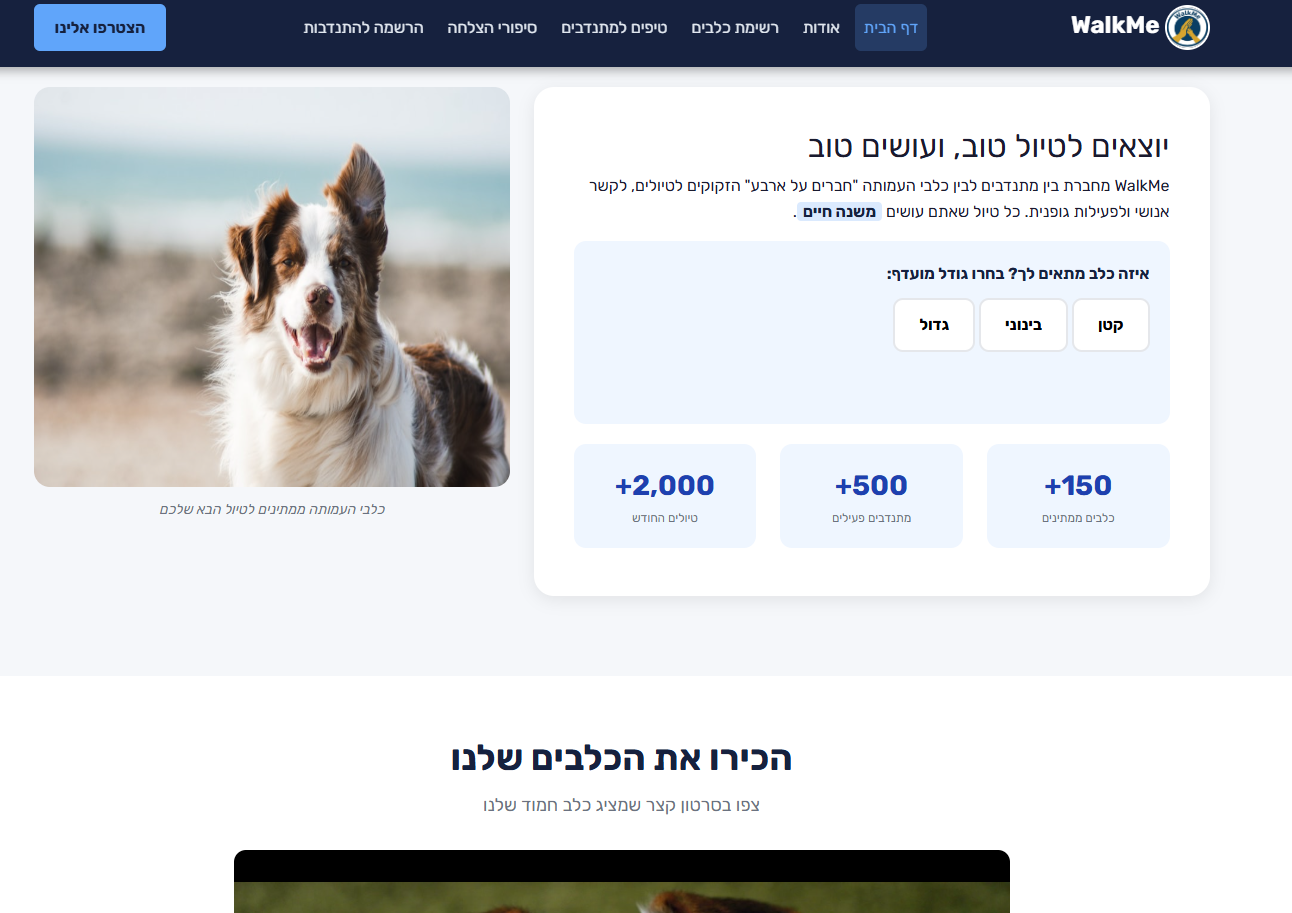 WalkMe
דף הבית
אודות
רשימת כלבים
טיפים למתנדבים
סיפורי הצלחה
הרשמה להתנדבות
הצטרפו אלינו
יוצאים לטיול טוב, ועושים טוב
WalkMe מחברת בין מתנדבים לבין כלבי העמותה "חברים על ארבע" הזקוקים לטיולים, לקשר
אנושי ולפעילות גופנית. כל טיול שאתם עושים משנה חיים.
איזה כלב מתאים לך? בחרו גודל מועדף:
קטן
בינוני
גדול
150+
כלבים ממתינים
500+
מתנדבים פעילים
2,000+
טיולים החודש
כלבי העמותה ממתינים לטיול הבא שלכם
הכירו את הכלבים שלנו
צפו בסרטון קצר שמציג כלב חמוד שלנו